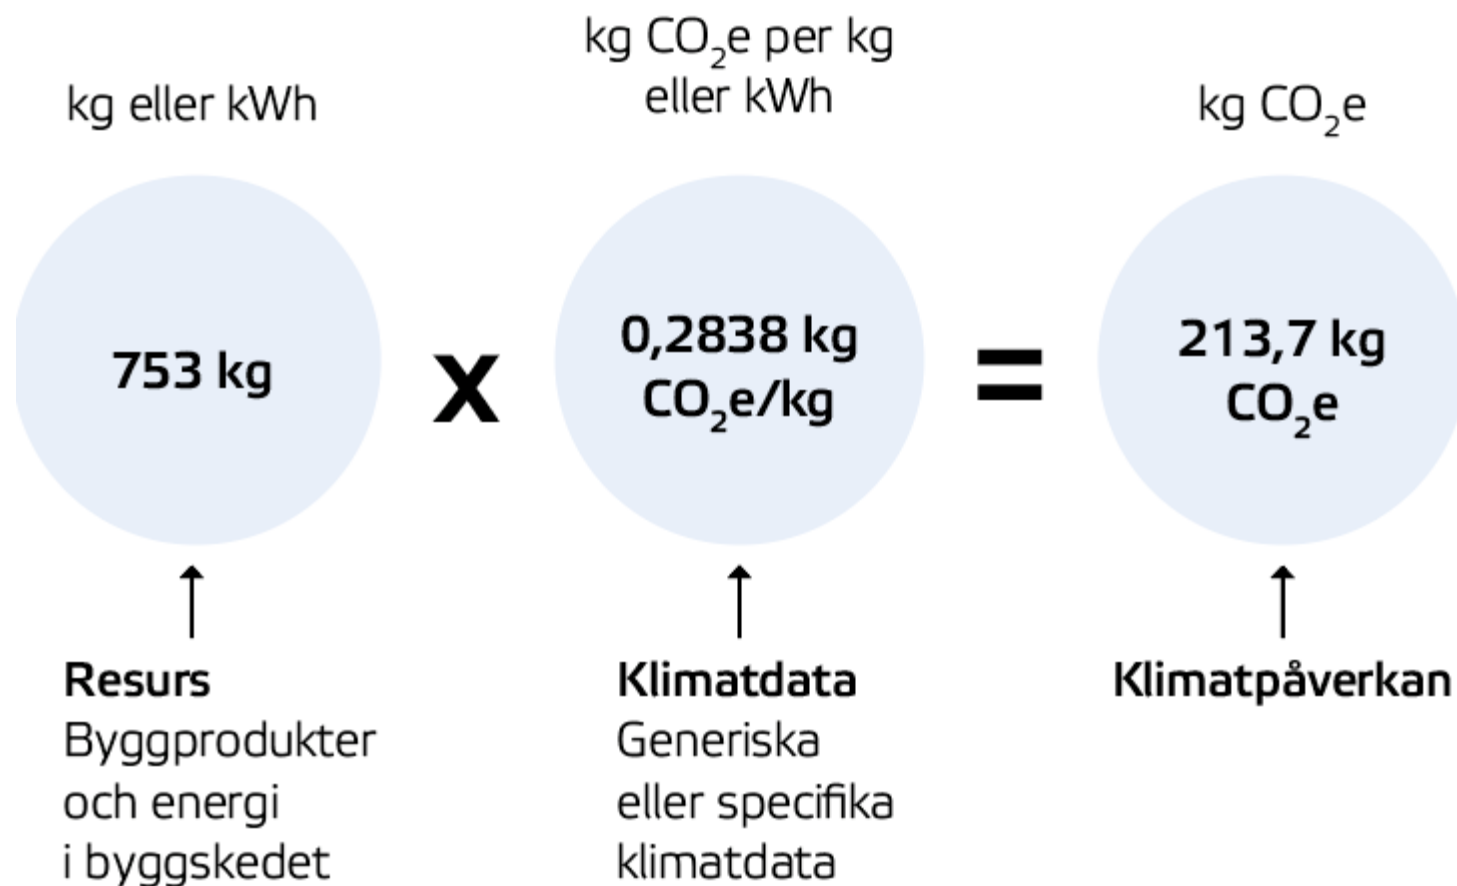 kg eller kWh
kg CO₂e per kg
eller kWh
kg CO₂e
753 kg
x
0,2838 kg
CO₂e/kg
=
213,7 kg
CO₂e
Resurs
Byggprodukter
och energi
i byggskedet
Klimatdata
Generiska
eller specifika
klimatdata
Klimatpåverkan